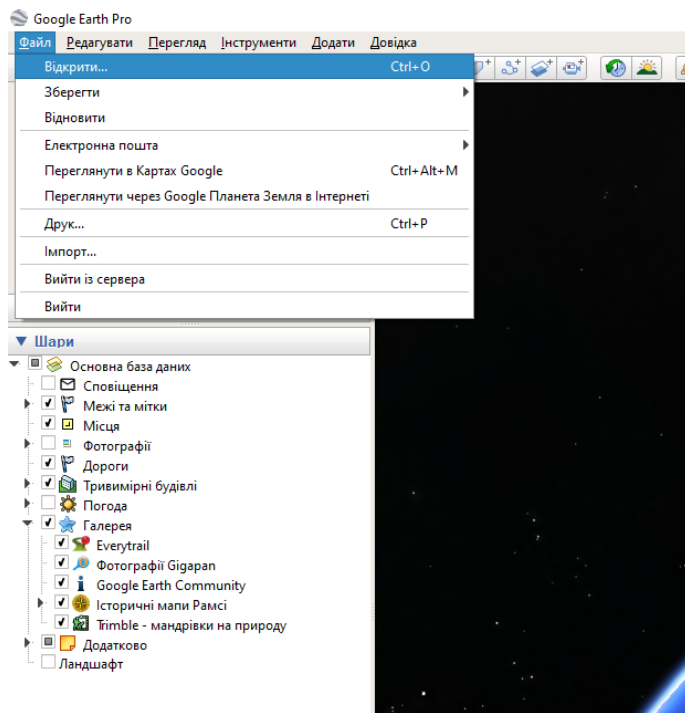 Google Earth Pro
Файл Редагувати Перегляд Інструменти Додати Довідка
Відкрити... Ctrl+O
Зберегти
Відновити
Електронна пошта
Переглянути в Картах Google Ctrl+Alt+M
Переглянути через Google Планета Земля в Інтернеті
Друк... Ctrl+P
Імпорт...
Вийти із сервера
Вийти
Шари
Основна база даних
Сповіщення
Межі та мітки
Місця
Фотографії
Дороги
Тривимірні будівлі
Погода
Галерея
Everytrail
Фотографії Gigapan
Google Earth Community
Історичні мапи Рамсі
Trimble - мандрівки на природу
Додатково
Ландшафт